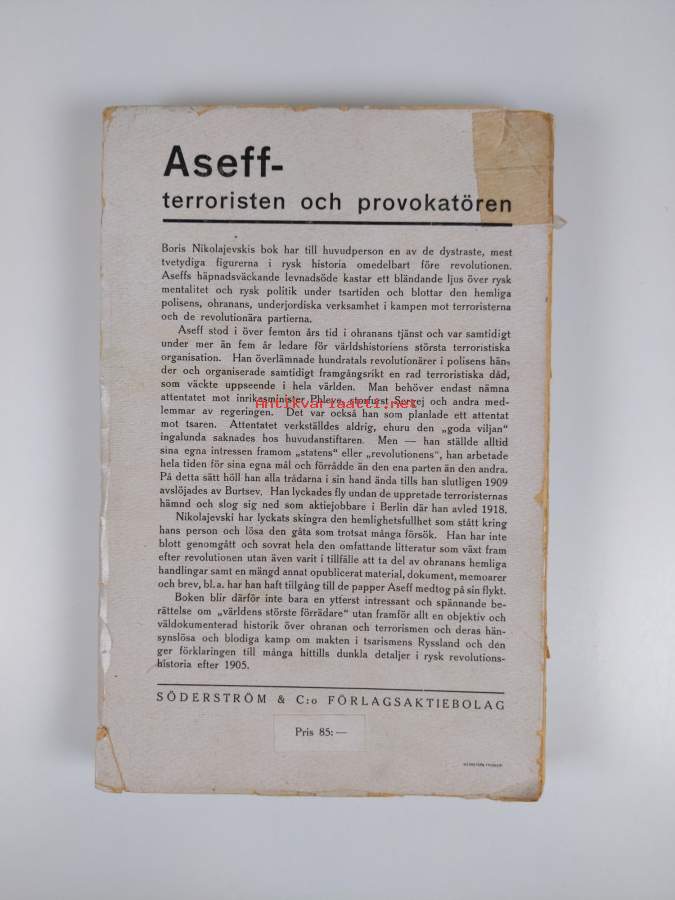 Aseff-
terroristen och provokatören
Boris Nikolajevskis bok har till huvudperson en av de dystraste, mest
tvetydiga figurerna i rysk historia omedelbart före revolutionen.
Aseffs häpnadsväckande levnadsöde kastar ett bländande ljus över rysk
mentalitet och rysk politik under tsartiden och blottar den hemliga
polisens, ohranans, underjordiska verksamhet i kampen mot terroristerna
och de revolutionära partierna.
Aseff stod i över femton års tid i ohranans tjänst och var samtidigt
under mer än fem år ledare för världshistoriens största terroristiska
organisation. Han överlämnade hundratals revolutionärer i polisens hän-
der och organiserade samtidigt framgångsrikt en rad terroristiska dåd,
som väckte uppseende i hela världen. Man behöver endast nämna
attentatet mot inrikesminister Plehve, storfurst Sergej och andra med-
antikvariaatti.net
lemmar av regeringen. Det var också han som planlade ett attentat
mot tsaren. Attentatet verkställdes aldrig, ehuru den „goda viljan"
ingalunda saknades hos huvudanstiftaren. Men — han ställde alltid
sina egna intressen framom „statens" eller „revolutionens", han arbetade
hela tiden för sina egna mål och förrådde än den ena parten än den andra.
På detta sätt höll han alla trådarna i sin hand ända tills han slutligen 1909
avslöjades av Burtsev. Han lyckades fly undan de uppretade terroristernas
hämnd och slog sig ned som aktiejobbare i Berlin där han avled 1918.
Nikolajevski har lyckats skingra den hemlighetsfullhet som stått kring
hans person och lösa den gåta som trotsat många försök. Han har inte
blott genomgått och sovrat hela den omfattande litteratur som växt fram
efter revolutionen utan även varit i tillfälle att ta del av ohranans hemliga
handlingar samt en mängd annat opublicerat material, dokument, memoarer
och brev, bl. a. har han haft tillgång till de papper Aseff medtog på sin flykt.
Boken blir därför inte bara en ytterst intressant och spännande be-
rättelse om „världens störste förrädare" utan framför allt en objektiv och
väldokumenterad historik över ohranan och terrorismen och deras hän-
synslösa och blodiga kamp om makten i tsarismens Ryssland och den
ger förklaringen till många hittills dunkla detaljer i rysk revolutions-
historia efter 1905.
SÖDERSTRÖM & C:o FÖRLAGSAKTIEBOLAG
Pris 85: —